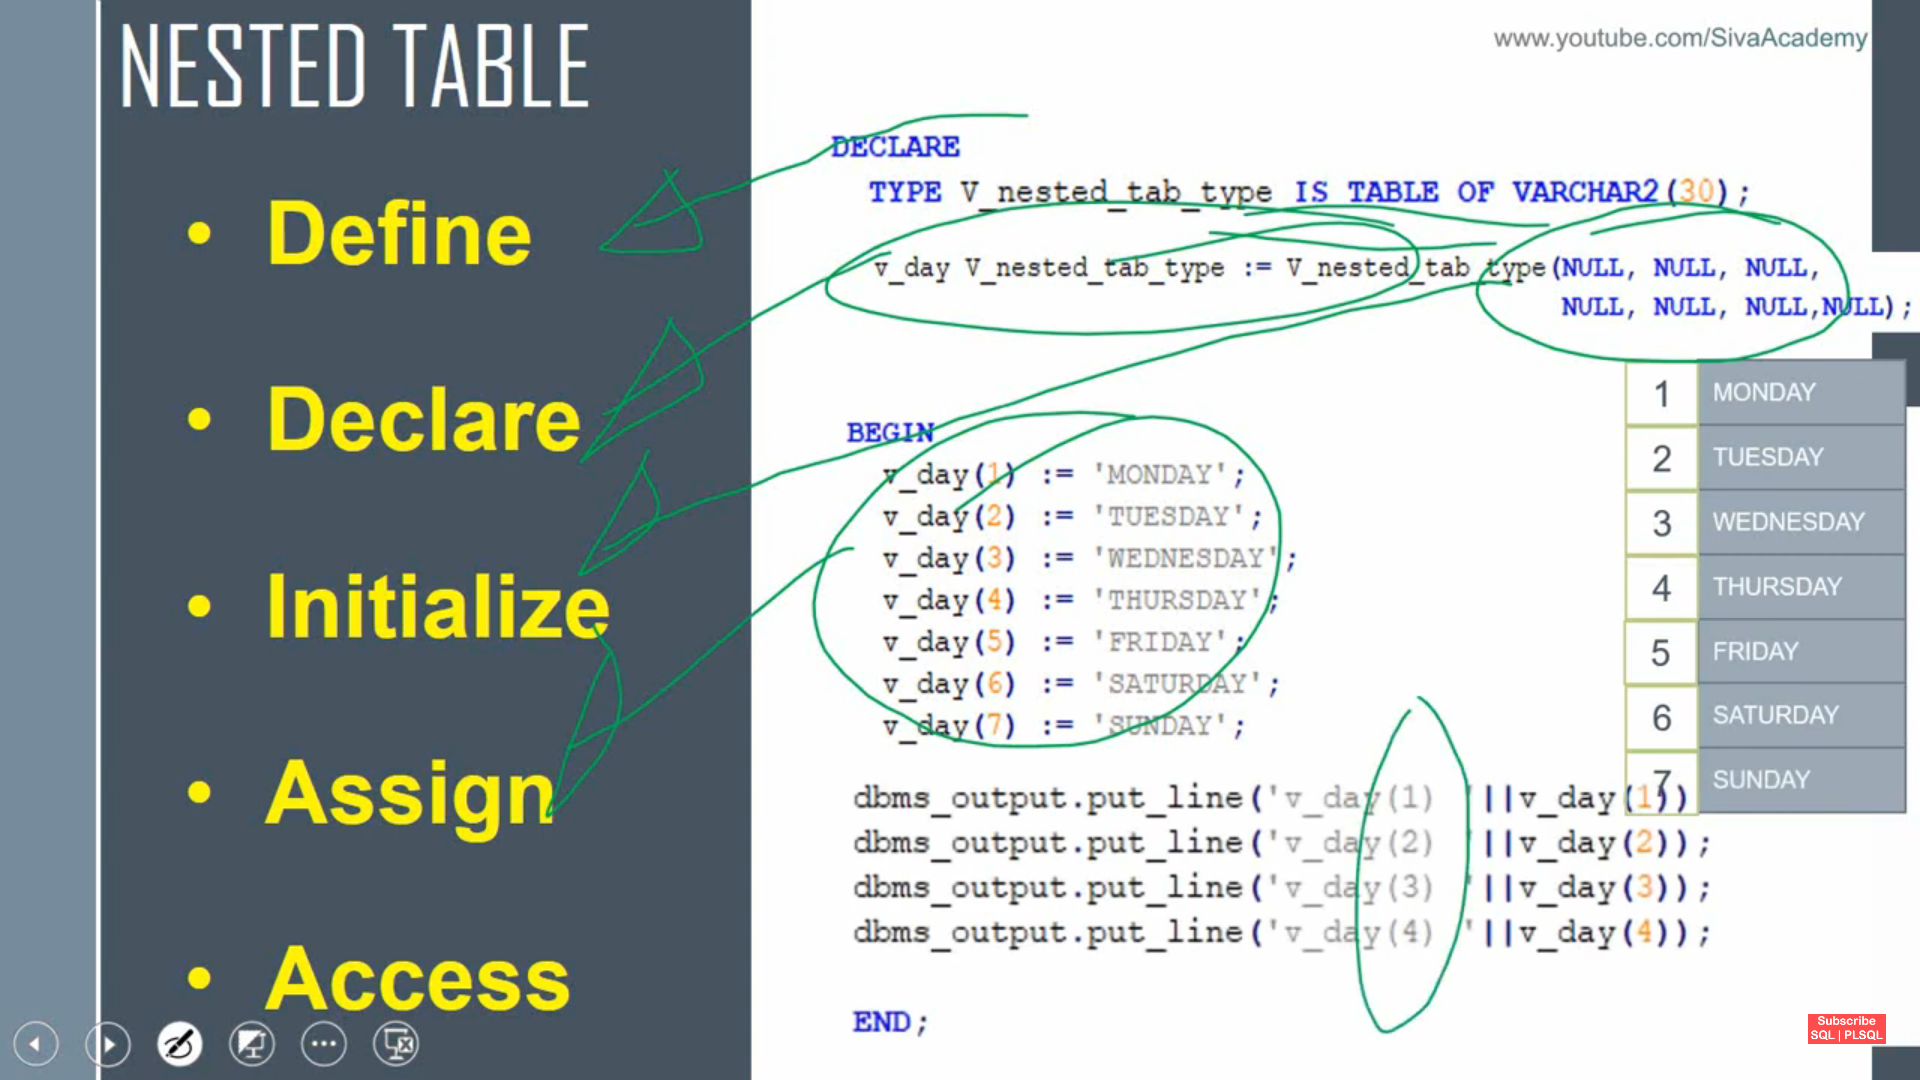 NESTED TABLE
• Define
• Declare
• Initialize
• Assign
• Access
www.youtube.com/SivaAcademy
DECLARE
TYPE V_nested_tab_type IS TABLE OF VARCHAR2(30);
v_day V_nested_tab_type := V_nested_tab_type(NULL, NULL, NULL,
NULL, NULL, NULL,NULL);
BEGIN
v_day(1) := 'MONDAY';
v_day(2) := 'TUESDAY';
v_day(3) := 'WEDNESDAY';
v_day(4) := 'THURSDAY';
v_day(5) := 'FRIDAY';
v_day(6) := 'SATURDAY';
v_day(7) := 'SUNDAY';
dbms_output.put_line('v_day(1) '||v_day(1))
dbms_output.put_line('v_day(2) '||v_day(2));
dbms_output.put_line('v_day(3) '||v_day(3));
dbms_output.put_line('v_day(4) '||v_day(4));
END;
1 MONDAY
2 TUESDAY
3 WEDNESDAY
4 THURSDAY
5 FRIDAY
6 SATURDAY
7 SUNDAY
Subscribe
SQL | PLSQL